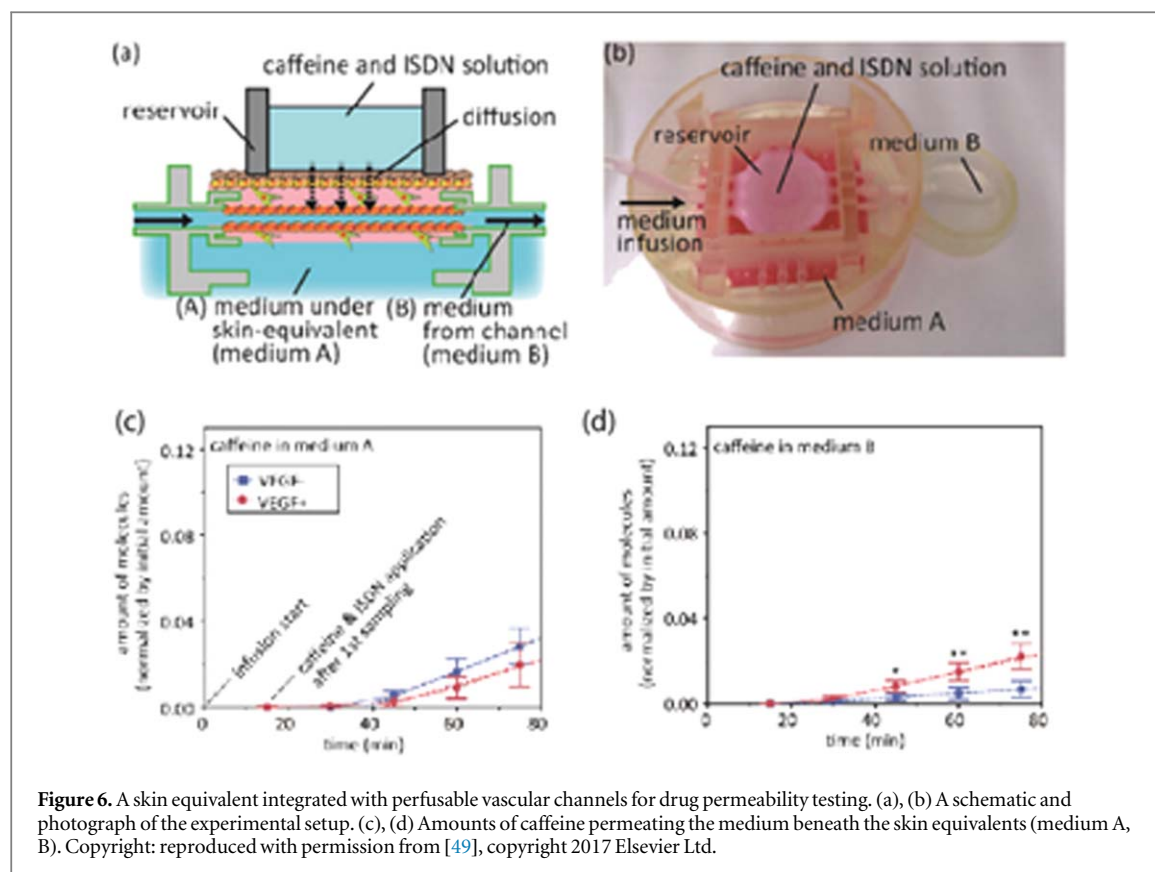 (a)
caffeine and ISDN solution
reservoir
diffusion
(A) medium under
skin-equivalent
(medium A)
(B) medium
from channel
(medium B)
(b)
caffeine and ISDN solution
reservoir
medium B
medium
infusion
medium A
(c)
caffeine in medium A
VEGF-
VEGF+
infusion start
caffeine & ISDN application
after 1st sampling
amount of molecules
(normalized by initial amount)
0.12
0.08
0.04
0.00
0 20 40 60 80
time (min)
(d)
caffeine in medium B
amount of molecules
(normalized by initial amount)
0.12
0.08
0.04
0.00
* ** **
0 20 40 60 80
time (min)
Figure 6. A skin equivalent integrated with perfusable vascular channels for drug permeability testing. (a), (b) A schematic and
photograph of the experimental setup. (c), (d) Amounts of caffeine permeating the medium beneath the skin equivalents (medium A,
B). Copyright: reproduced with permission from [49], copyright 2017 Elsevier Ltd.